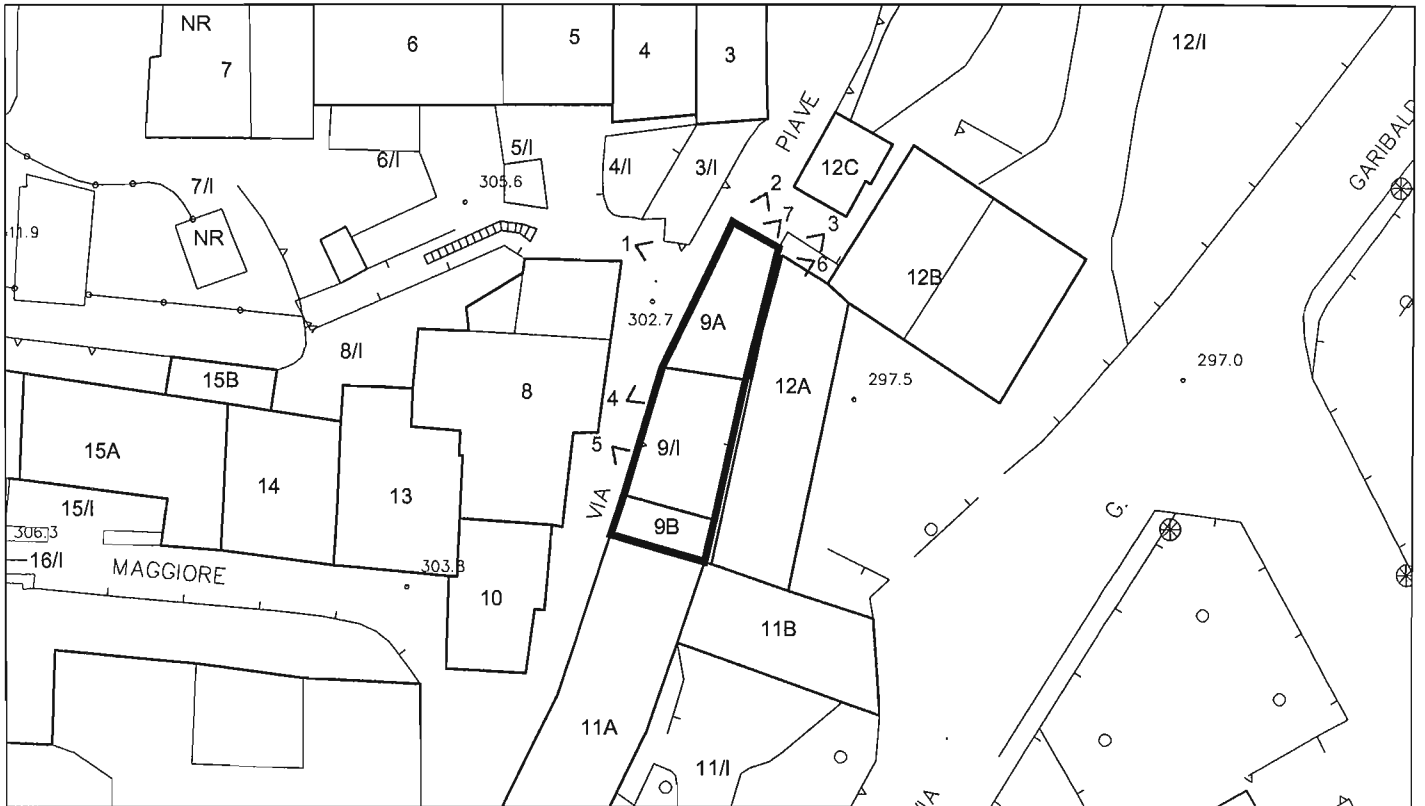 NR
7
6
5
4
3
12/I
PIAVE
GARIBALD
6/I
5/I
4/I
3/I
12C
7/I
305.6
2
7
3
NR
11.9
1
6
12B
302.7
9A
8/I
297.0
15B
8
12A
297.5
4
15A
5
9/I
14
13
15/I
VIA
9B
G.
306.3
16/I
MAGGIORE
303.8
10
11B
11A
11/I
VIA